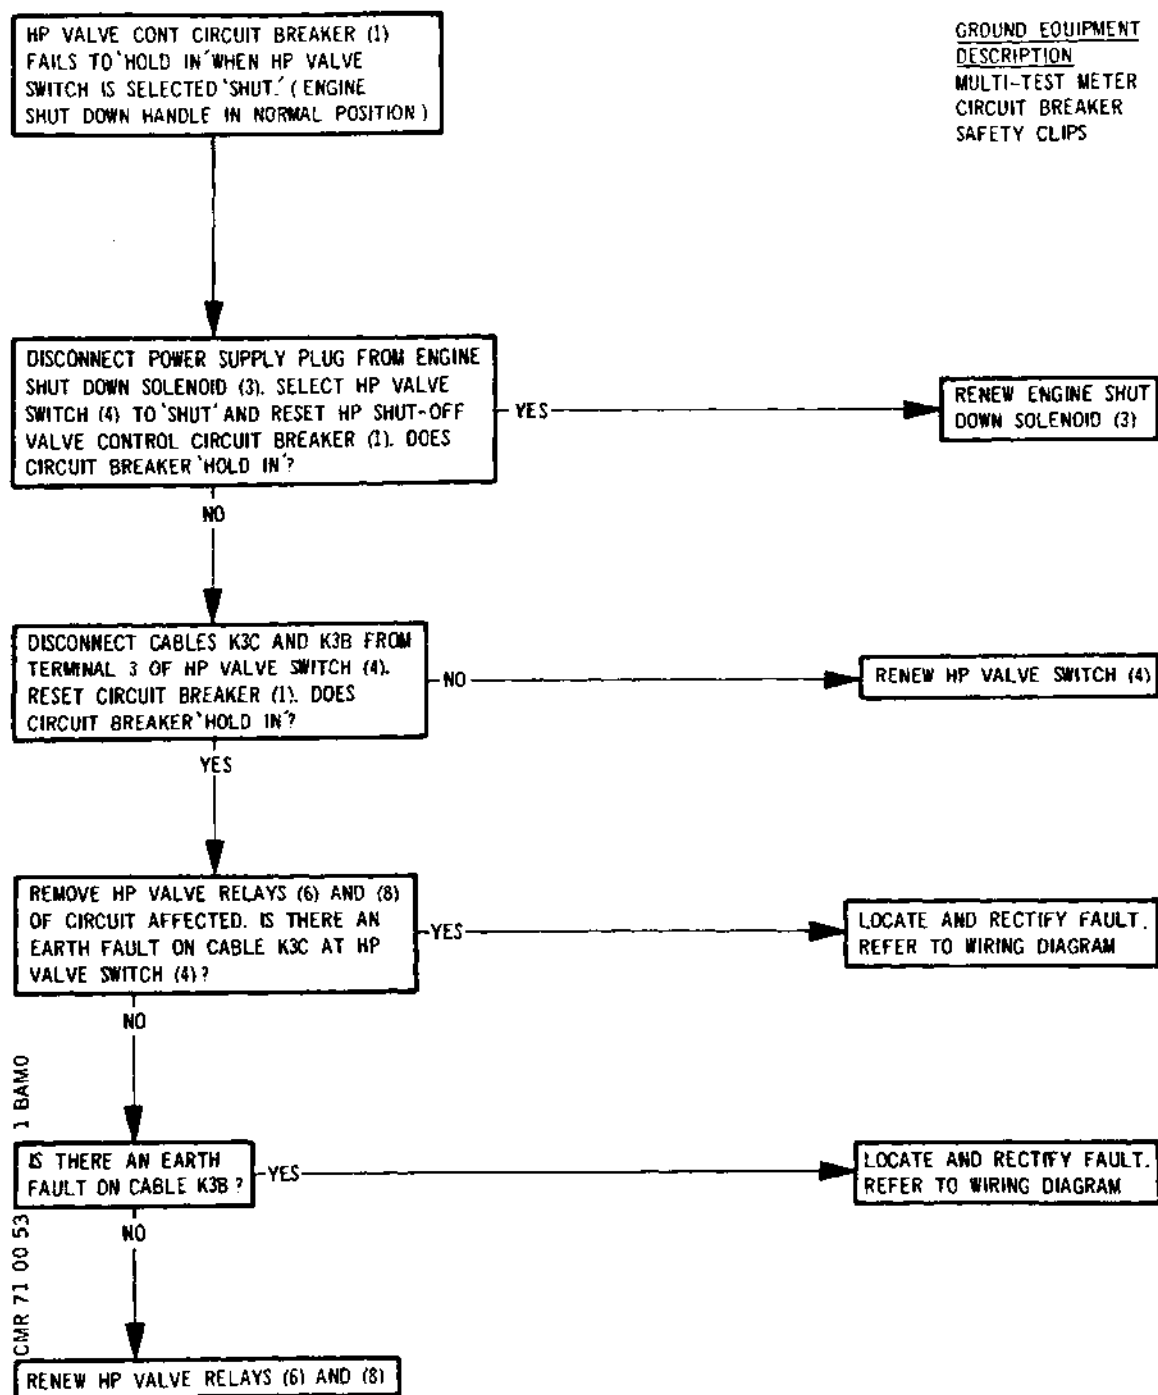 HP VALVE CONT CIRCUIT BREAKER (1)
FAILS TO 'HOLD IN' WHEN HP VALVE
SWITCH IS SELECTED 'SHUT.' (ENGINE
SHUT DOWN HANDLE IN NORMAL POSITION)
GROUND EQUIPMENT
DESCRIPTION
MULTI-TEST METER
CIRCUIT BREAKER
SAFETY CLIPS
DISCONNECT POWER SUPPLY PLUG FROM ENGINE
SHUT DOWN SOLENOID (3). SELECT HP VALVE
SWITCH (4) TO 'SHUT' AND RESET HP SHUT-OFF
VALVE CONTROL CIRCUIT BREAKER (1). DOES
CIRCUIT BREAKER 'HOLD IN'?
YES
RENEW ENGINE SHUT
DOWN SOLENOID (3)
NO
DISCONNECT CABLES K3C AND K3B FROM
TERMINAL 3 OF HP VALVE SWITCH (4).
RESET CIRCUIT BREAKER (1). DOES
CIRCUIT BREAKER 'HOLD IN'?
NO
RENEW HP VALVE SWITCH (4)
YES
REMOVE HP VALVE RELAYS (6) AND (8)
OF CIRCUIT AFFECTED. IS THERE AN
EARTH FAULT ON CABLE K3C AT HP
VALVE SWITCH (4)?
YES
LOCATE AND RECTIFY FAULT.
REFER TO WIRING DIAGRAM
NO
IS THERE AN EARTH
FAULT ON CABLE K3B?
YES
LOCATE AND RECTIFY FAULT.
REFER TO WIRING DIAGRAM
NO
RENEW HP VALVE RELAYS (6) AND (8)
CMR 71 00 53 1 BAMO